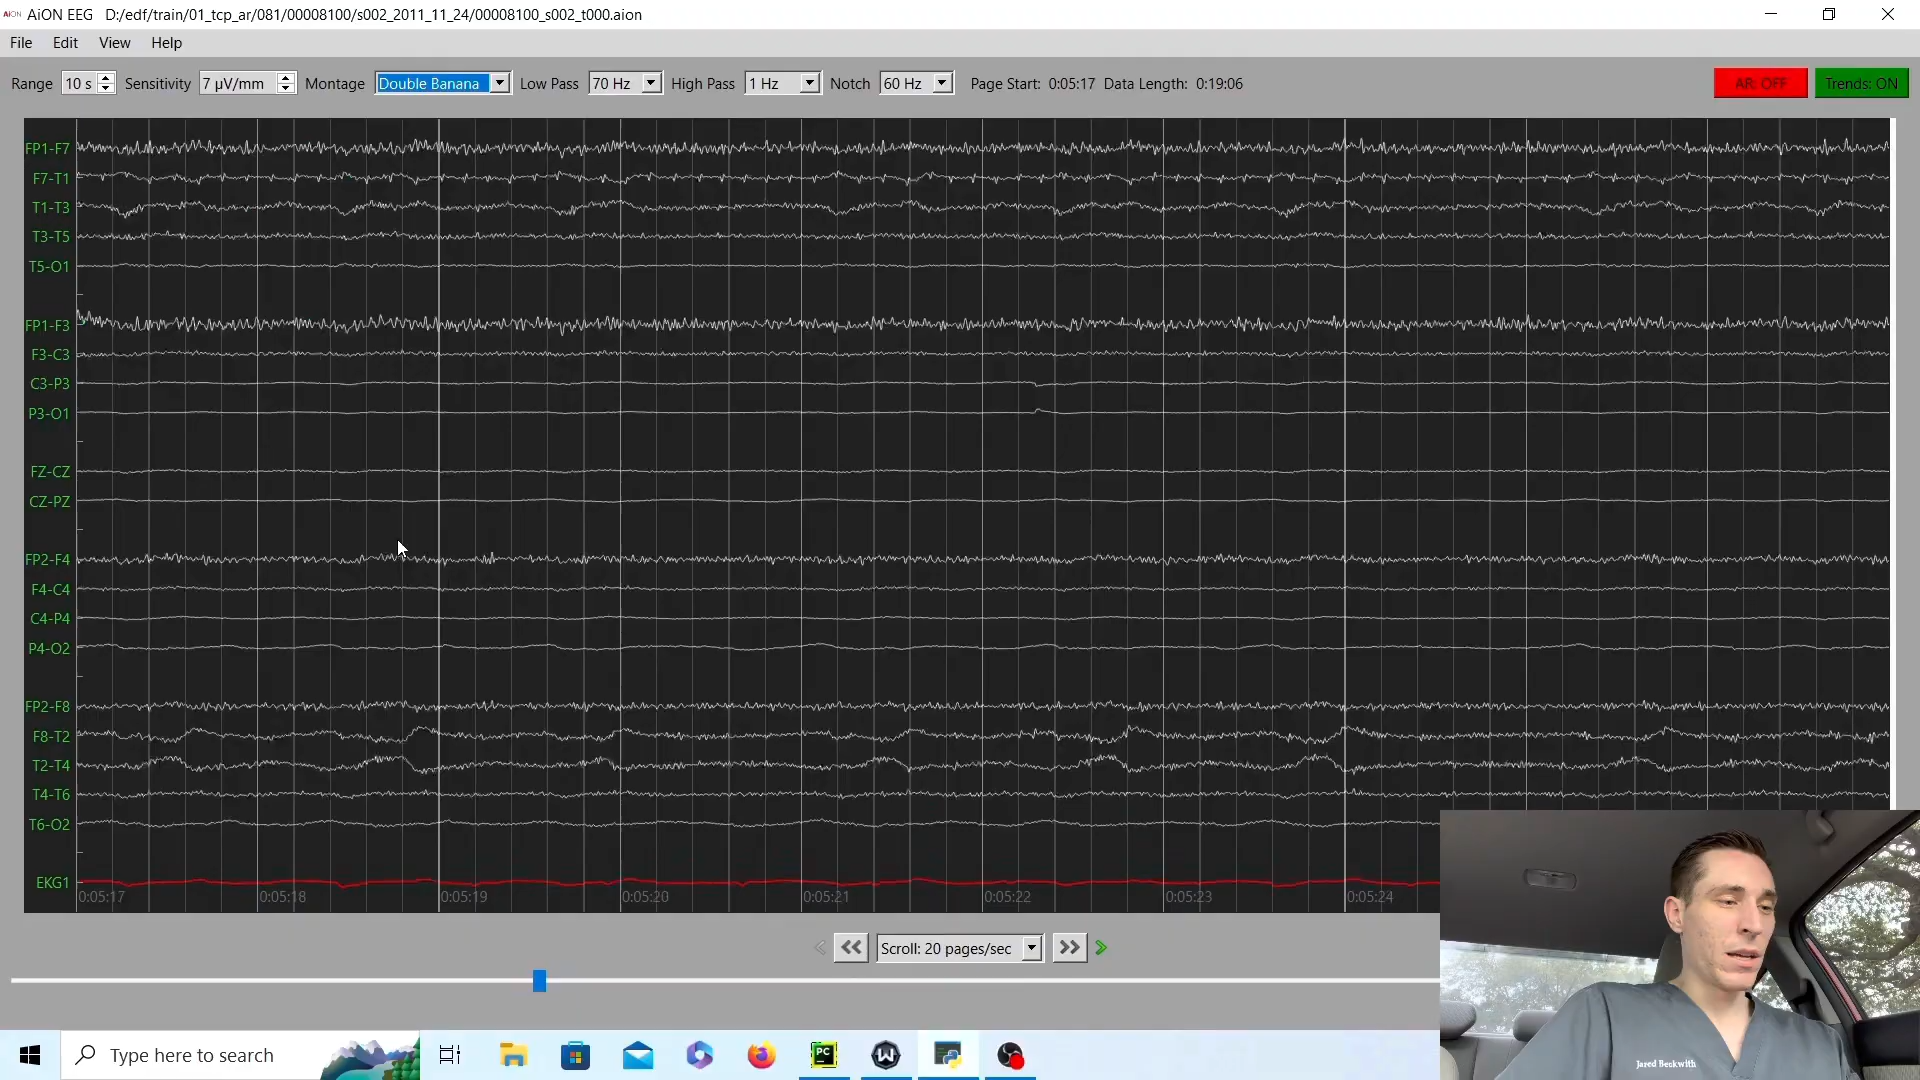 AiON AiON EEG D:/edf/train/01_tcp_ar/081/00008100/s002_2011_11_24/00008100_s002_t000.aion
File Edit View Help
Range 10 s Sensitivity 7 µV/mm Montage Double Banana Low Pass 70 Hz High Pass 1 Hz Notch 60 Hz Page Start: 0:05:17 Data Length: 0:19:06 AR: OFF Trends: ON
FP1-F7
F7-T1
T1-T3
T3-T5
T5-O1
FP1-F3
F3-C3
C3-P3
P3-O1
FZ-CZ
CZ-PZ
FP2-F4
F4-C4
C4-P4
P4-O2
FP2-F8
F8-T2
T2-T4
T4-T6
T6-O2
EKG1
0:05:17 0:05:18 0:05:19 0:05:20 0:05:21 0:05:22 0:05:23 0:05:24
Scroll: 20 pages/sec
Type here to search
PC
Jared Beckwith